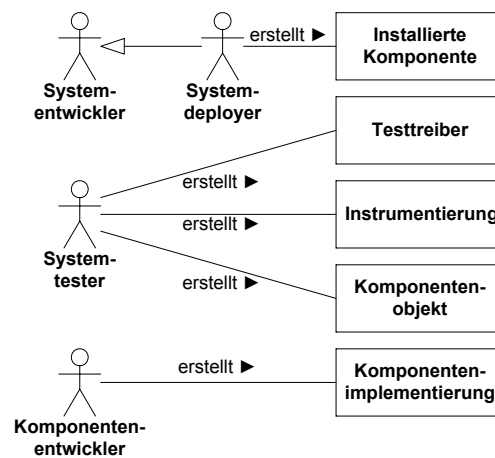 erstellt ►
Installierte
Komponente
System-
entwickler
System-
deployer
Testtreiber
erstellt ►
erstellt ►
Instrumentierung
System-
tester
erstellt ►
Komponenten-
objekt
erstellt ►
Komponenten-
implementierung
Komponenten-
entwickler